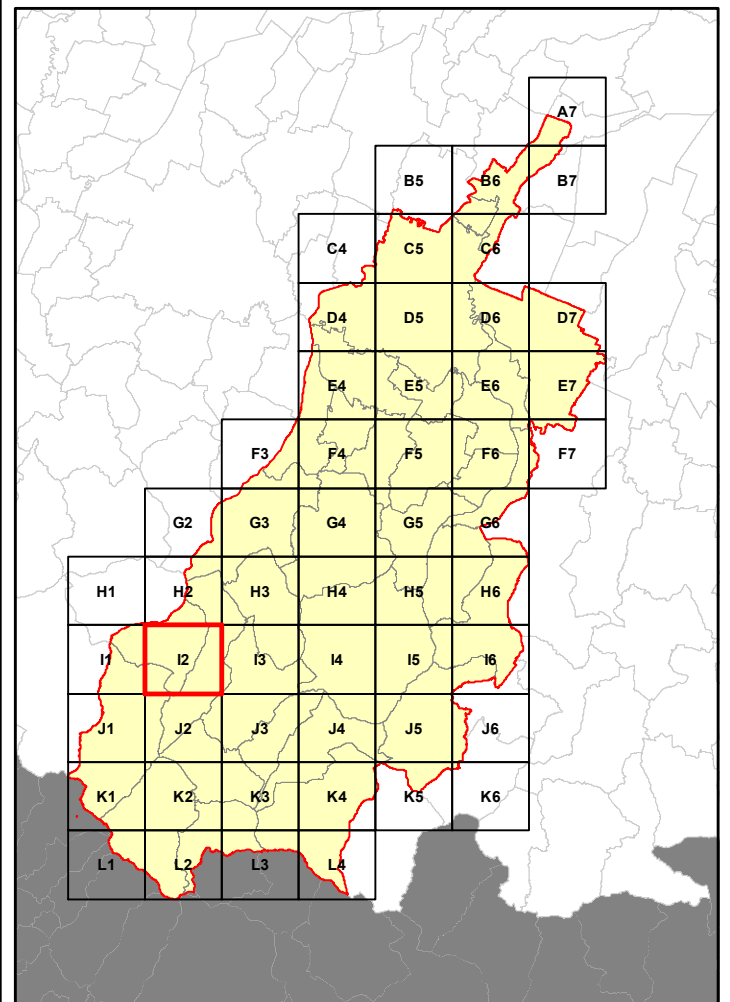 A7
B5 B6 B7
C4 C5 C6
D4 D5 D6 D7
E4 E5 E6 E7
F3 F4 F5 F6 F7
G2 G3 G4 G5 G6
H1 H2 H3 H4 H5 H6
I1 I2 I3 I4 I5 I6
J1 J2 J3 J4 J5 J6
K1 K2 K3 K4 K5 K6
L1 L2 L3 L4